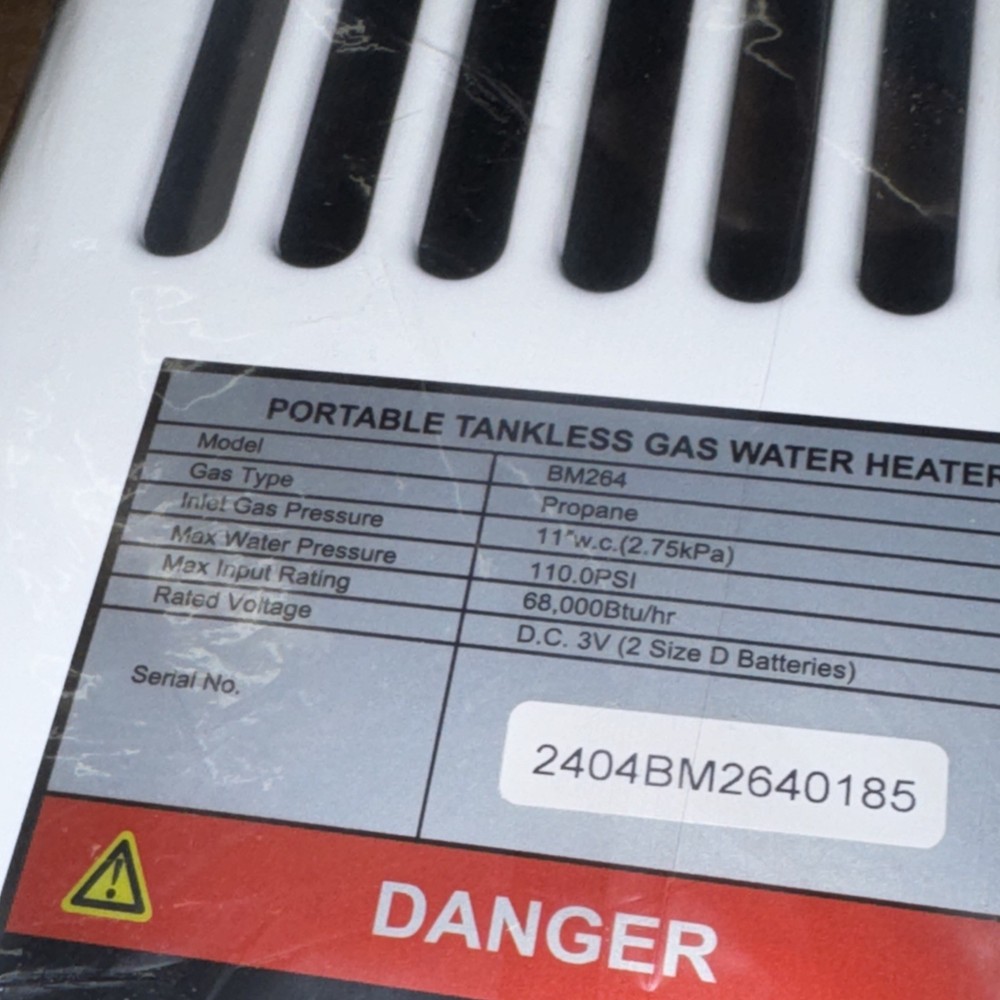 PORTABLE TANKLESS GAS WATER HEATER
Model BM264
Gas Type Propane
Inlet Gas Pressure 11"w.c.(2.75kPa)
Max Water Pressure 110.0PSI
Max Input Rating 68,000Btu/hr
Rated Voltage D.C. 3V (2 Size D Batteries)
Serial No. 2404BM2640185
DANGER